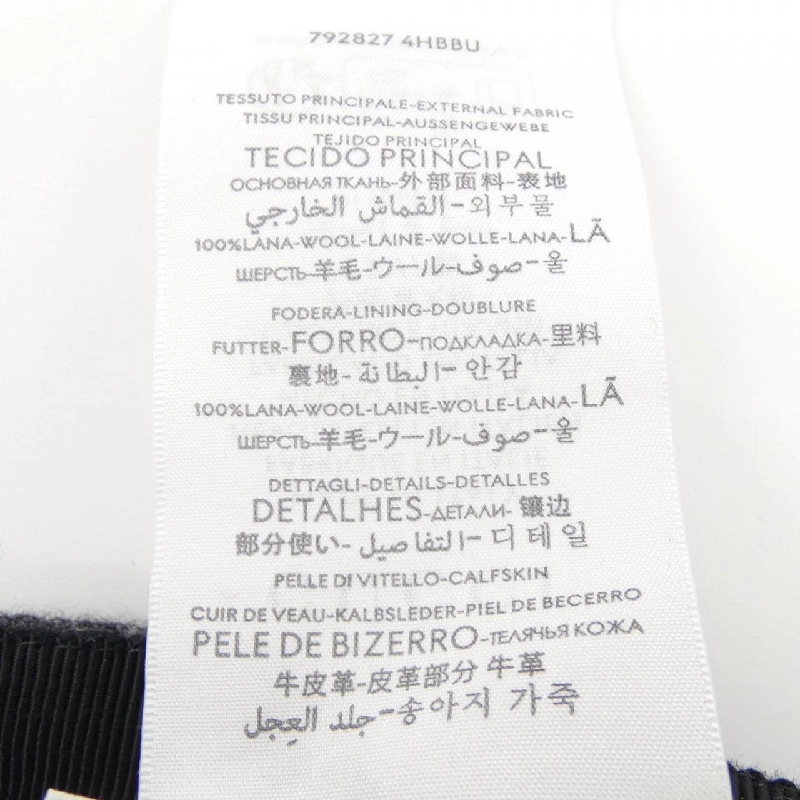 792827 4HBBU
TESSUTO PRINCIPALE-EXTERNAL FABRIC
TISSU PRINCIPAL-AUSSENGEWEBE
TEJIDO PRINCIPAL
TECIDO PRINCIPAL
ОСНОВНАЯ ТКАНЬ-外部面料-表地
القماش الخارجي-외부물
100%LANA-WOOL-LAINE-WOLLE-LANA-LÃ
ШЕРСТЬ-羊毛-ウール-صوف-울
FODERA-LINING-DOUBLURE
FUTTER-FORRO-ПОДКЛАДКА-里料
裏地-البطانة-안감
100%LANA-WOOL-LAINE-WOLLE-LANA-LÃ
ШЕРСТЬ-羊毛-ウール-صوف-울
DETTAGLI-DETAILS-DETALLES
DETALHES-ДЕТАЛИ-镶边
部分使い-التفاصيل-디테일
PELLE DI VITELLO-CALFSKIN
CUIR DE VEAU-KALBSLEDER-PIEL DE BECERRO
PELE DE BIZERRO-ТЕЛЯЧЬЯ КОЖА
牛皮革-皮革部分 牛革
جلد العِجل-송아지 가죽